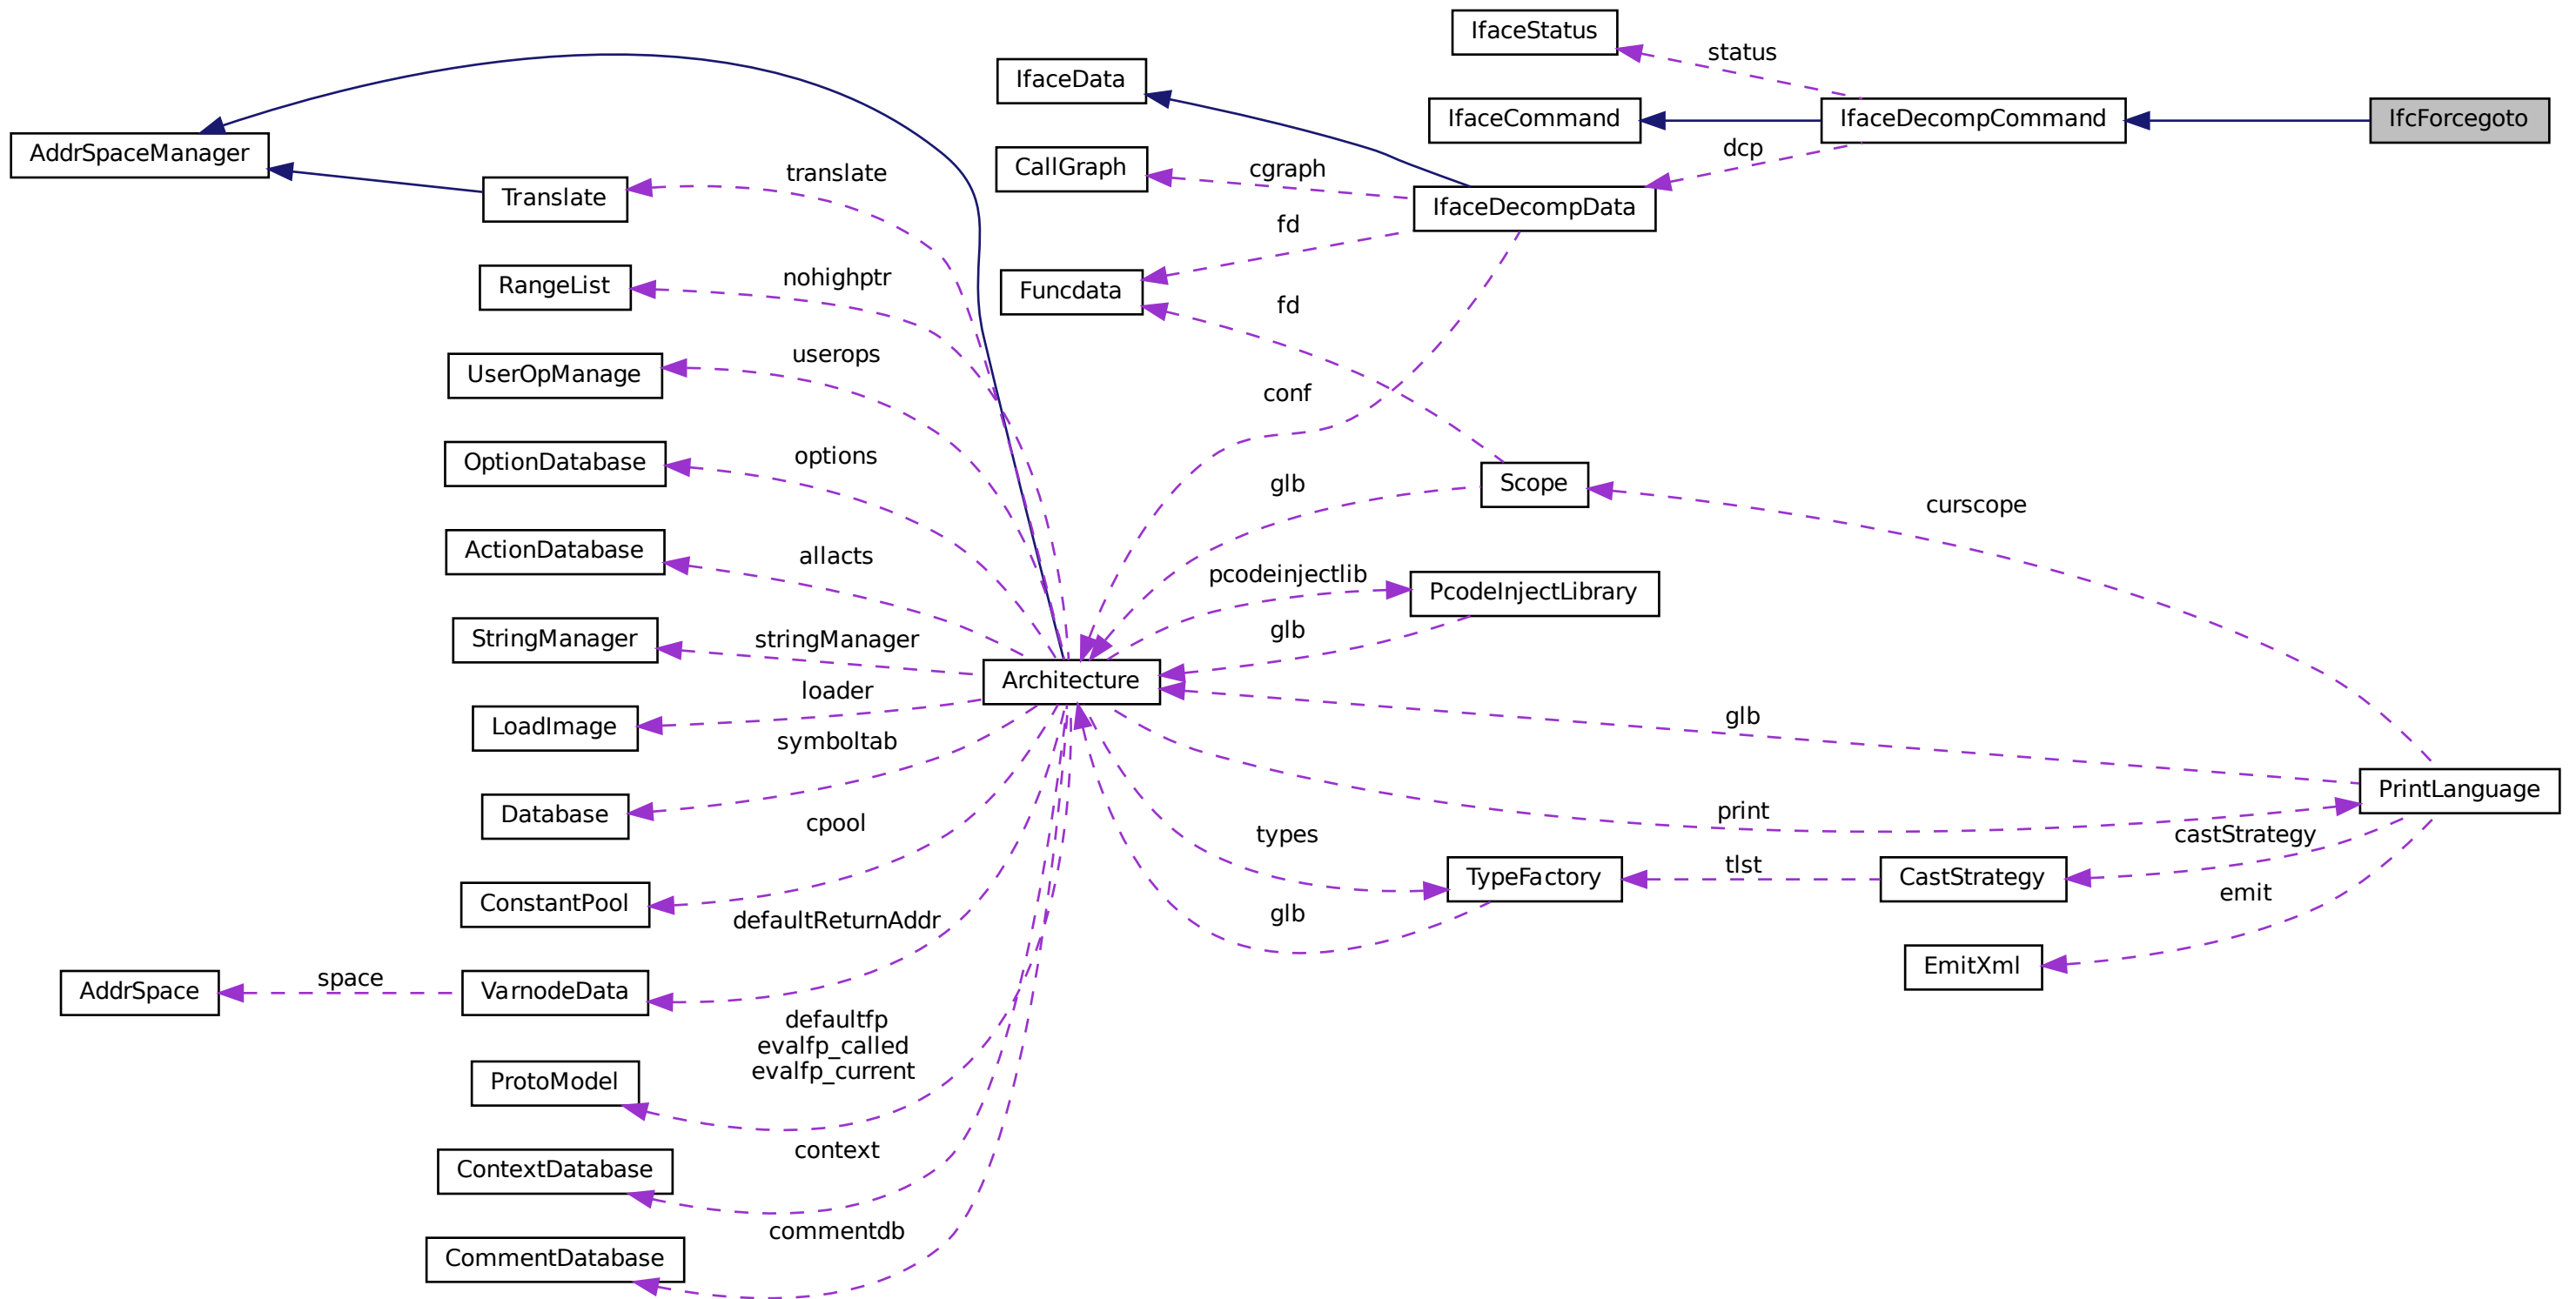 IfaceStatus
status
IfaceData
IfaceCommand
IfaceDecompCommand
IfcForcegoto
AddrSpaceManager
dcp
translate
CallGraph
cgraph
Translate
IfaceDecompData
fd
nohighptr
RangeList
Funcdata
fd
userops
UserOpManage
conf
options
OptionDatabase
glb
Scope
curscope
allacts
ActionDatabase
pcodeinjectlib
PcodeInjectLibrary
StringManager
stringManager
glb
Architecture
loader
LoadImage
glb
symboltab
PrintLanguage
Database
cpool
print
types
castStrategy
tlst
TypeFactory
CastStrategy
ConstantPool
glb
emit
defaultReturnAddr
EmitXml
space
AddrSpace
VarnodeData
defaultfp
evalfp_called
evalfp_current
ProtoModel
context
ContextDatabase
commentdb
CommentDatabase